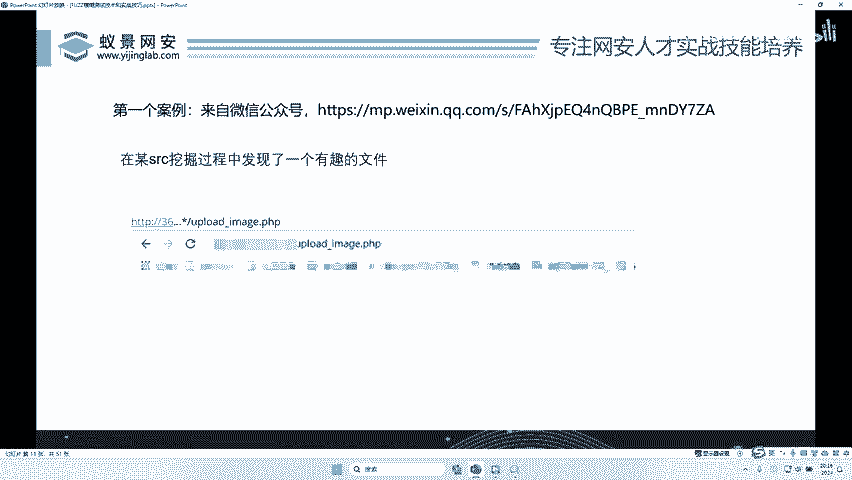 蚁景网安
www.yijinglab.com
专注网安人才实战技能培养
第一个案例：来自微信公众号，https://mp.weixin.qq.com/s/FAhXjpEQ4nQBPE_mnDY7ZA
在某src挖掘过程中发现了一个有趣的文件
http://36...*/upload_image.php
upload_image.php
搜索